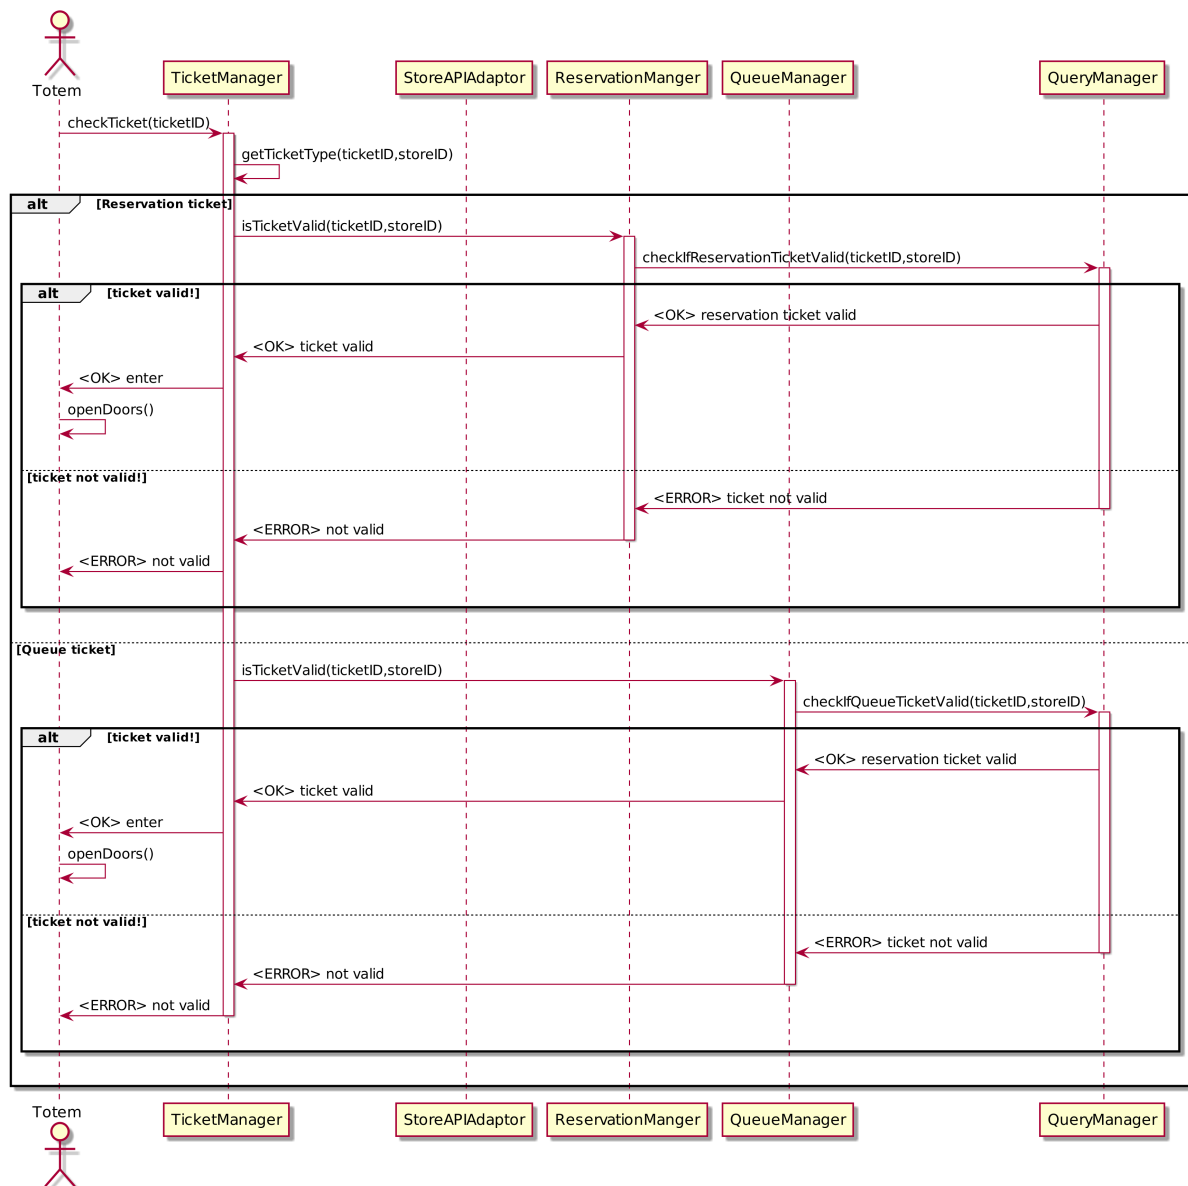 Totem
TicketManager
StoreAPIAdaptor
ReservationManger
QueueManager
QueryManager
checkTicket(ticketID)
getTicketType(ticketID,storeID)
alt [Reservation ticket]
isTicketValid(ticketID,storeID)
checkIfReservationTicketValid(ticketID,storeID)
alt [ticket valid!]
<OK> reservation ticket valid
<OK> ticket valid
<OK> enter
openDoors()
[ticket not valid!]
<ERROR> ticket not valid
<ERROR> not valid
<ERROR> not valid
[Queue ticket]
isTicketValid(ticketID,storeID)
checkIfQueueTicketValid(ticketID,storeID)
alt [ticket valid!]
<OK> reservation ticket valid
<OK> ticket valid
<OK> enter
openDoors()
[ticket not valid!]
<ERROR> ticket not valid
<ERROR> not valid
<ERROR> not valid
Totem
TicketManager
StoreAPIAdaptor
ReservationManger
QueueManager
QueryManager